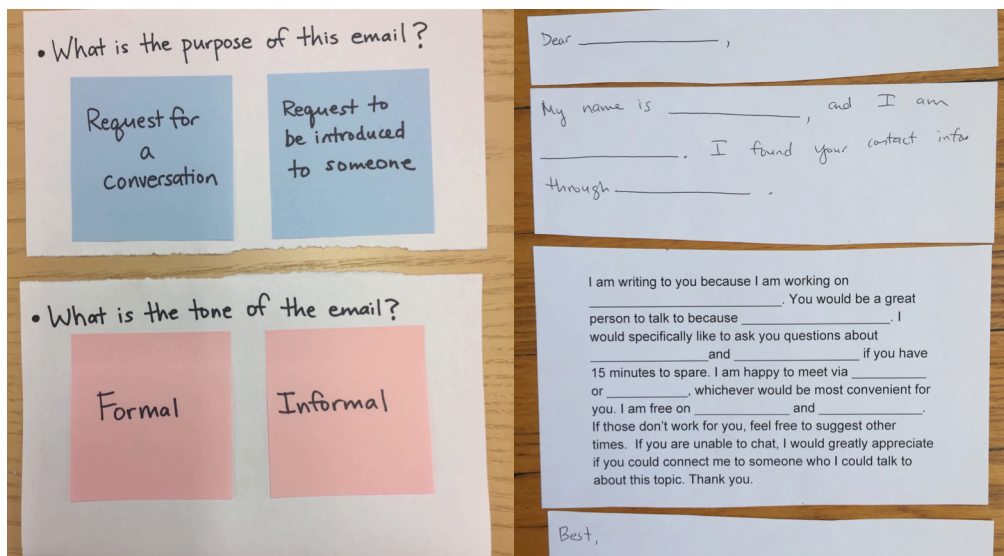 • What is the purpose of this email?
Request for
a
conversation
Request to
be introduced
to someone
• What is the tone of the email?
Formal
Informal
Dear ____________,
My name is ____________, and I am
____________. I found your contact info
through ____________.
I am writing to you because I am working on
____________. You would be a great
person to talk to because ____________. I
would specifically like to ask you questions about
____________ and ____________ if you have
15 minutes to spare. I am happy to meet via ____________
or ____________, whichever would be most convenient for
you. I am free on ____________ and ____________.
If those don't work for you, feel free to suggest other
times. If you are unable to chat, I would greatly appreciate
if you could connect me to someone who I could talk to
about this topic. Thank you.
Best,